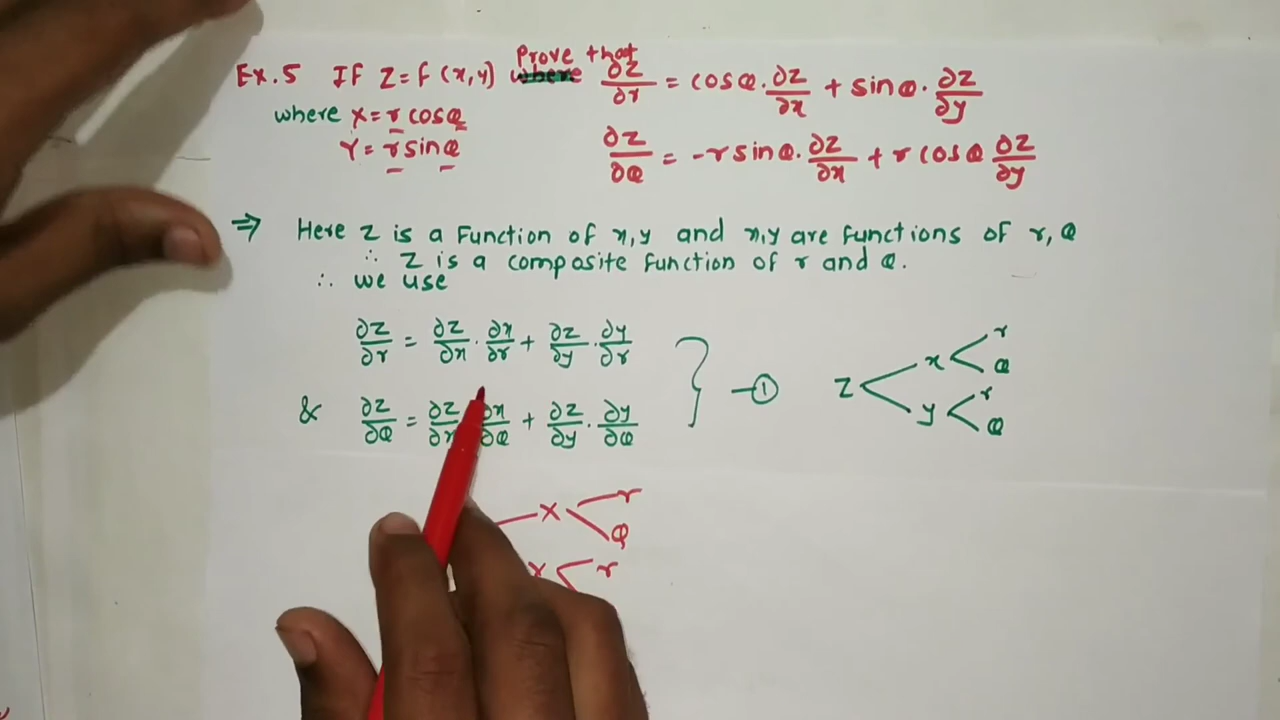 Prove that
Ex. 5 If Z = f (x,y) where ∂Z/∂r = cosθ. ∂Z/∂x + sinθ. ∂Z/∂y
where X = r cosθ
Y = r sinθ
∂Z/∂θ = -r sinθ. ∂Z/∂x + r cosθ ∂Z/∂y
⇒ Here Z is a Function of x,y and x,y are functions of r, θ
∴ Z is a composite function of r and θ.
∴ we use
∂Z/∂r = ∂Z/∂x . ∂x/∂r + ∂Z/∂y . ∂y/∂r
} — ①
& ∂Z/∂θ = ∂Z/∂x ∂x/∂θ + ∂Z/∂y . ∂y/∂θ
Z < x < r θ
y < r θ
X < r
θ
r